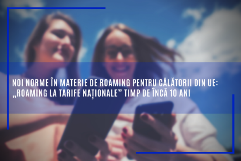 NOI NORME ÎN MATERIE DE ROAMING PENTRU CĂLĂTORII DIN UE:
„ROAMING LA TARIFE NAȚIONALE” TIMP DE ÎNCĂ 10 ANI